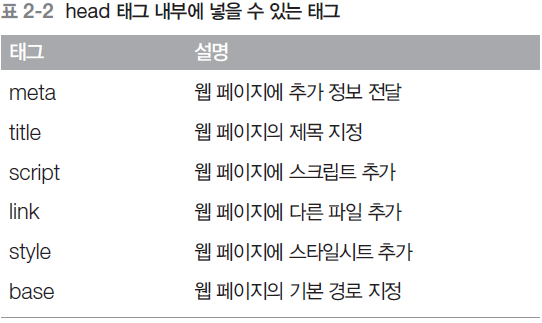 표 2-2 head 태그 내부에 넣을 수 있는 태그
태그 설명
meta 웹 페이지에 추가 정보 전달
title 웹 페이지의 제목 지정
script 웹 페이지에 스크립트 추가
link 웹 페이지에 다른 파일 추가
style 웹 페이지에 스타일시트 추가
base 웹 페이지의 기본 경로 지정